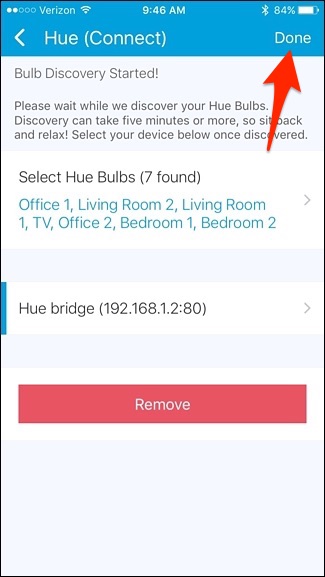 Verizon 9:46 AM 84%
Hue (Connect) Done
Bulb Discovery Started!
Please wait while we discover your Hue Bulbs.
Discovery can take five minutes or more, so sit back
and relax! Select your device below once discovered.
Select Hue Bulbs (7 found)
Office 1, Living Room 2, Living Room
1, TV, Office 2, Bedroom 1, Bedroom 2
Hue bridge (192.168.1.2:80)
Remove